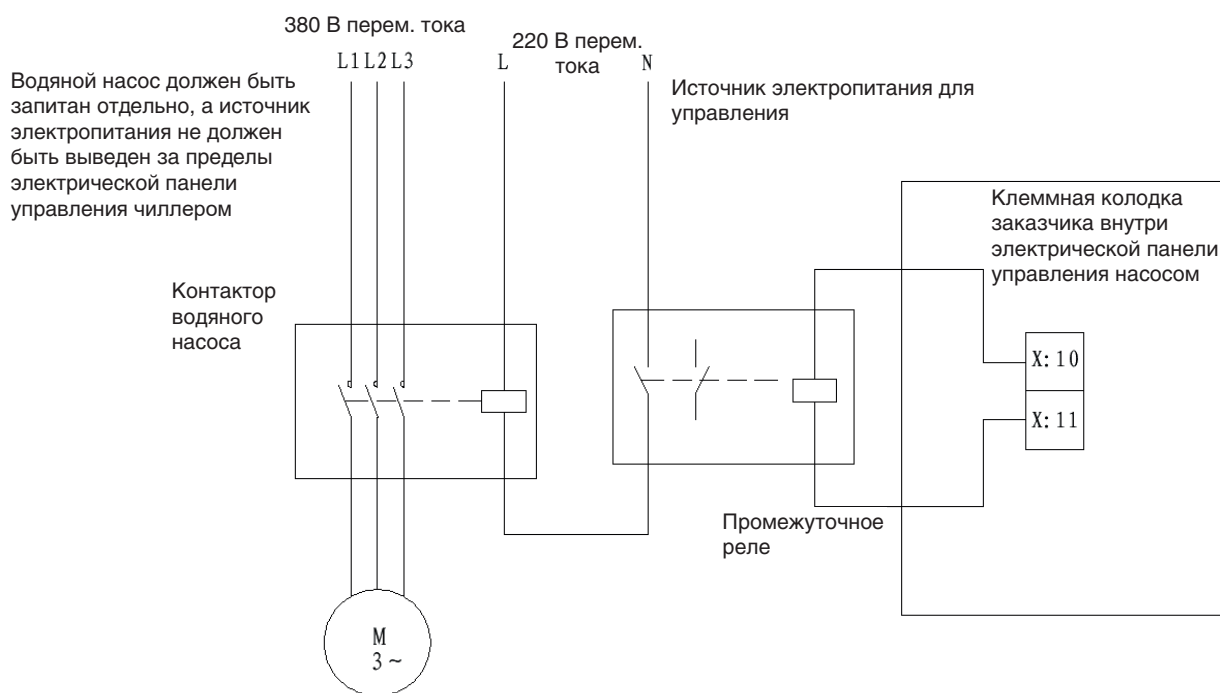 380 В перем. тока
L1 L2 L3
220 В перем.
тока
L
N
Водяной насос должен быть
запитан отдельно, а источник
электропитания не должен
быть выведен за пределы
электрической панели
управления чиллером
Источник электропитания для
управления
Клеммная колодка
заказчика внутри
электрической панели
управления насосом
Контактор
водяного
насоса
X: 10
X: 11
Промежуточное
реле
M
3 ~